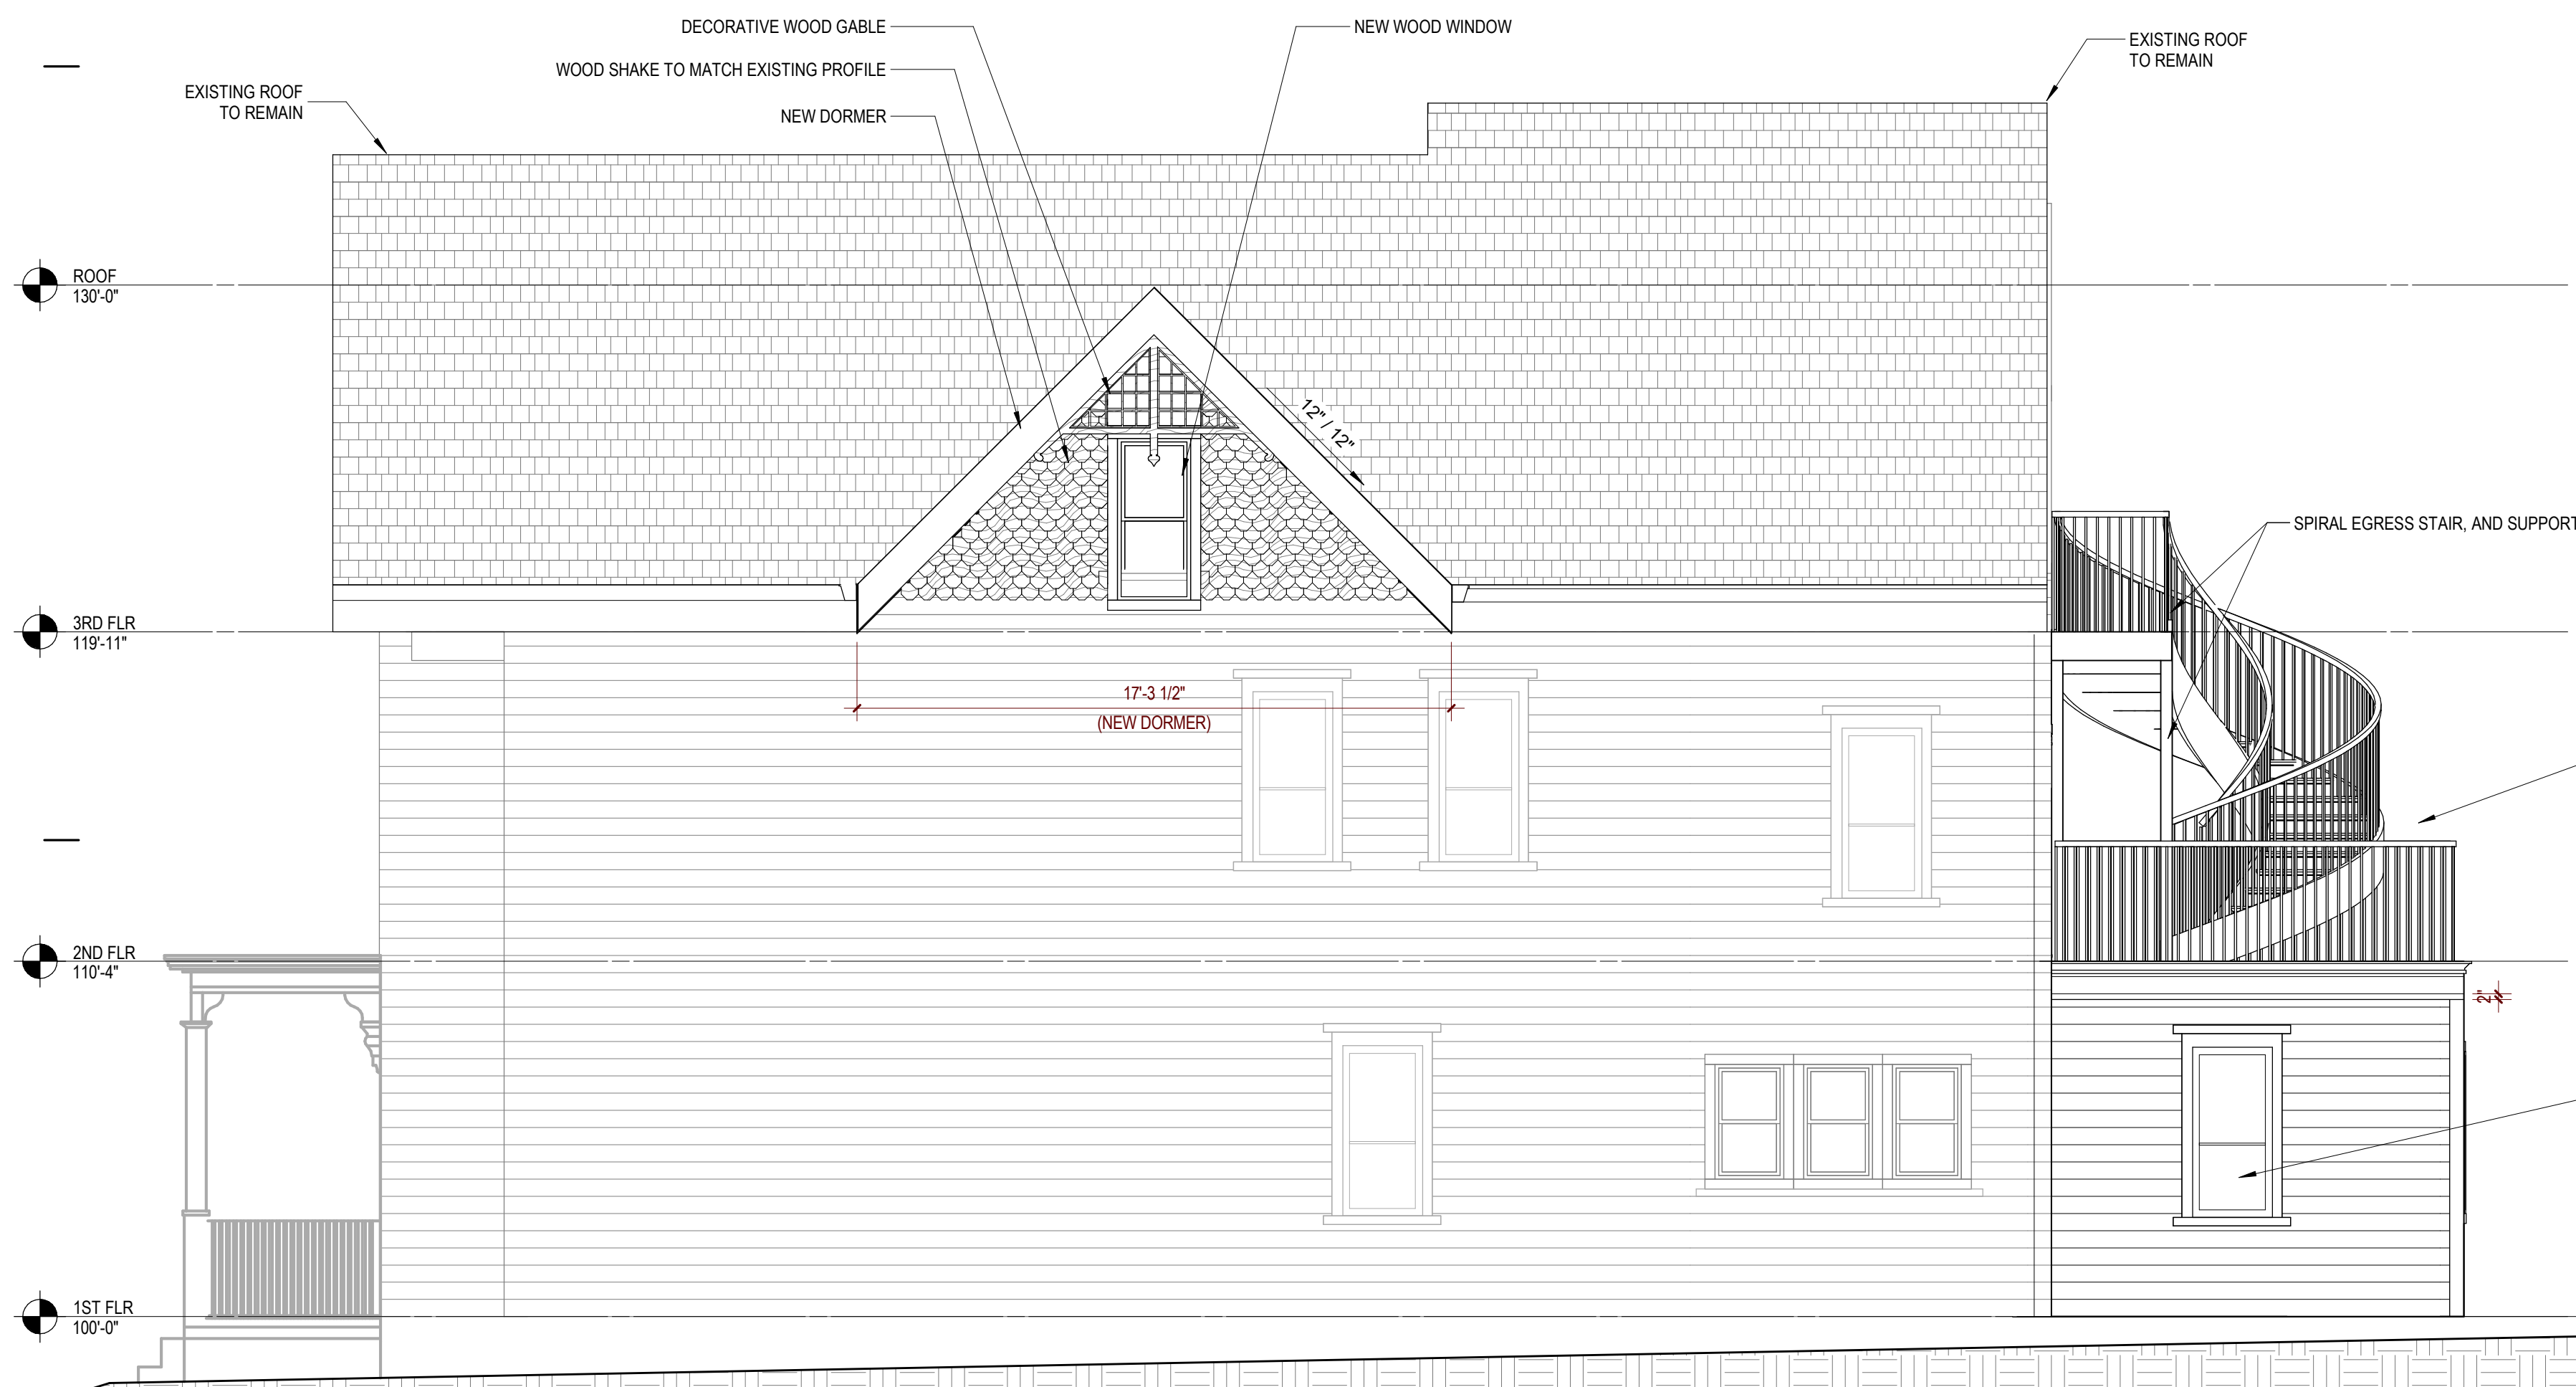 DECORATIVE WOOD GABLE
NEW WOOD WINDOW
EXISTING ROOF
TO REMAIN
WOOD SHAKE TO MATCH EXISTING PROFILE
EXISTING ROOF
TO REMAIN
NEW DORMER
ROOF
130'-0"
12" / 12"
SPIRAL EGRESS STAIR, AND SUPPORT
3RD FLR
119'-11"
17'-3 1/2"
(NEW DORMER)
2ND FLR
110'-4"
2"
1ST FLR
100'-0"